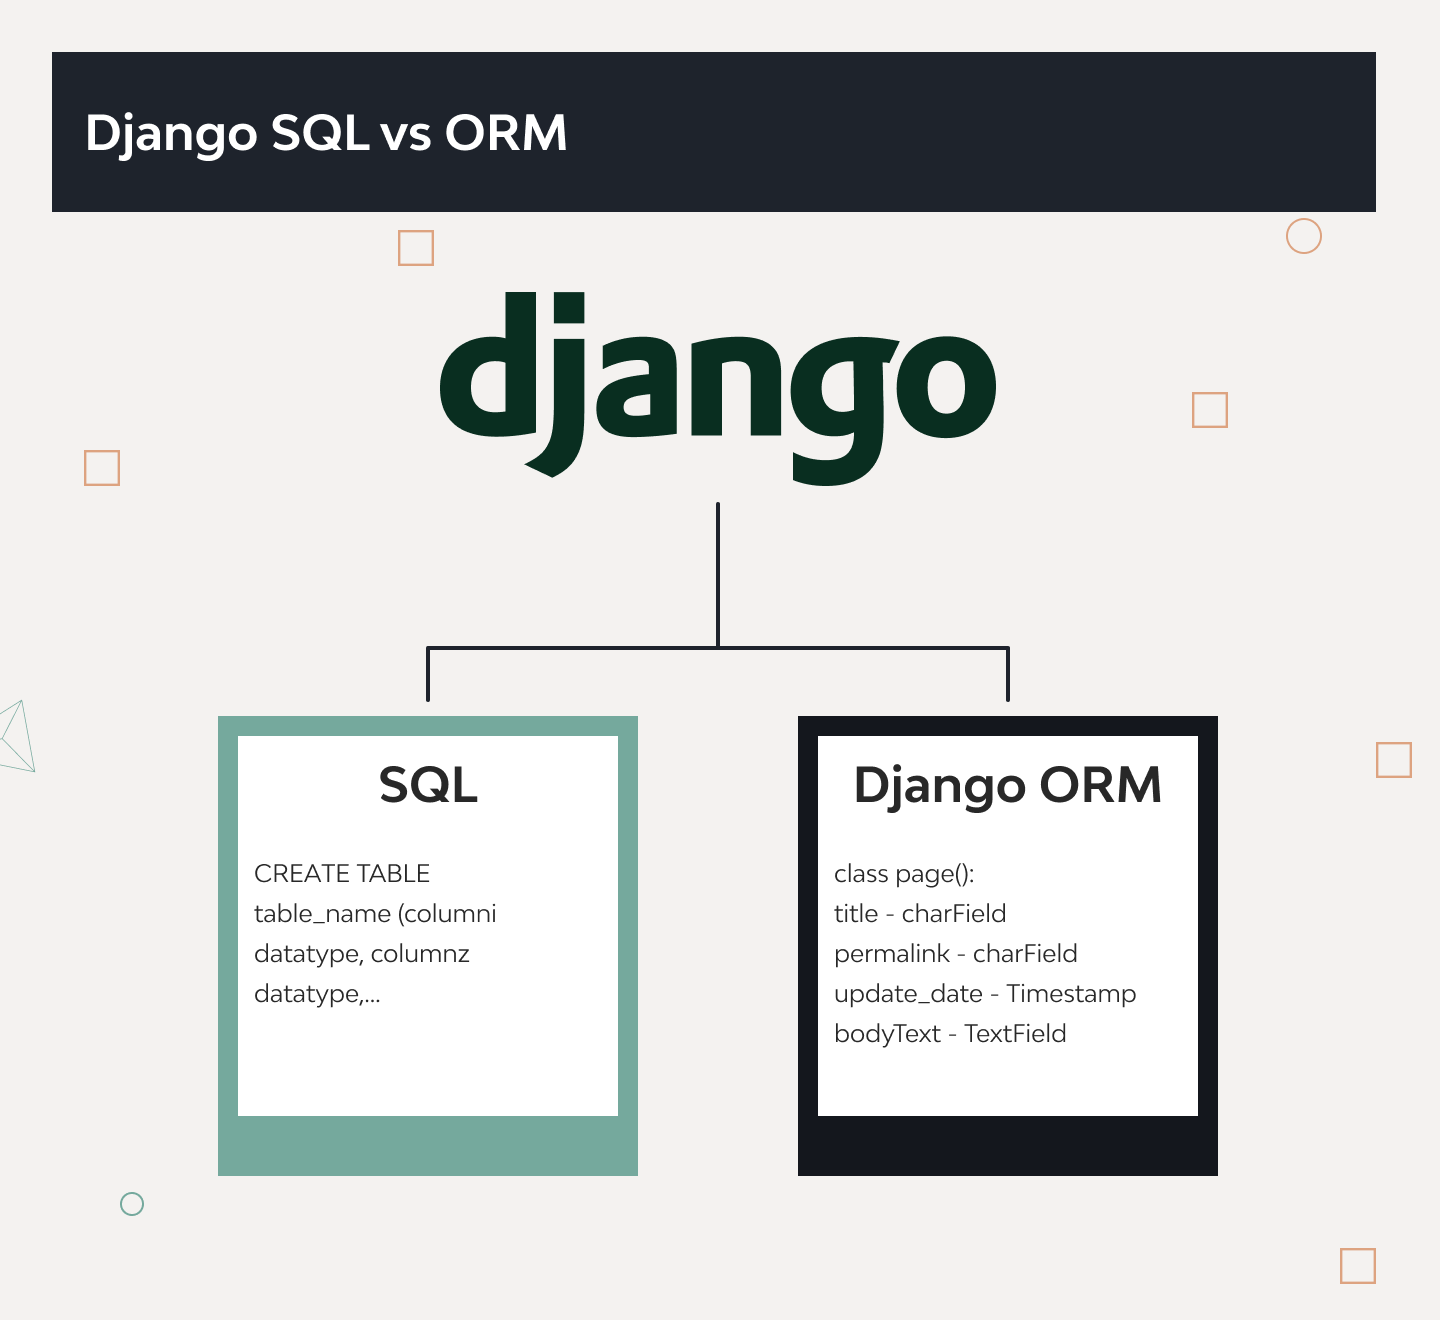 Django SQL vs ORM
django
SQL
CREATE TABLE
table_name (columni
datatype, columnz
datatype,...
Django ORM
class page():
title - charField
permalink - charField
update_date - Timestamp
bodyText - TextField